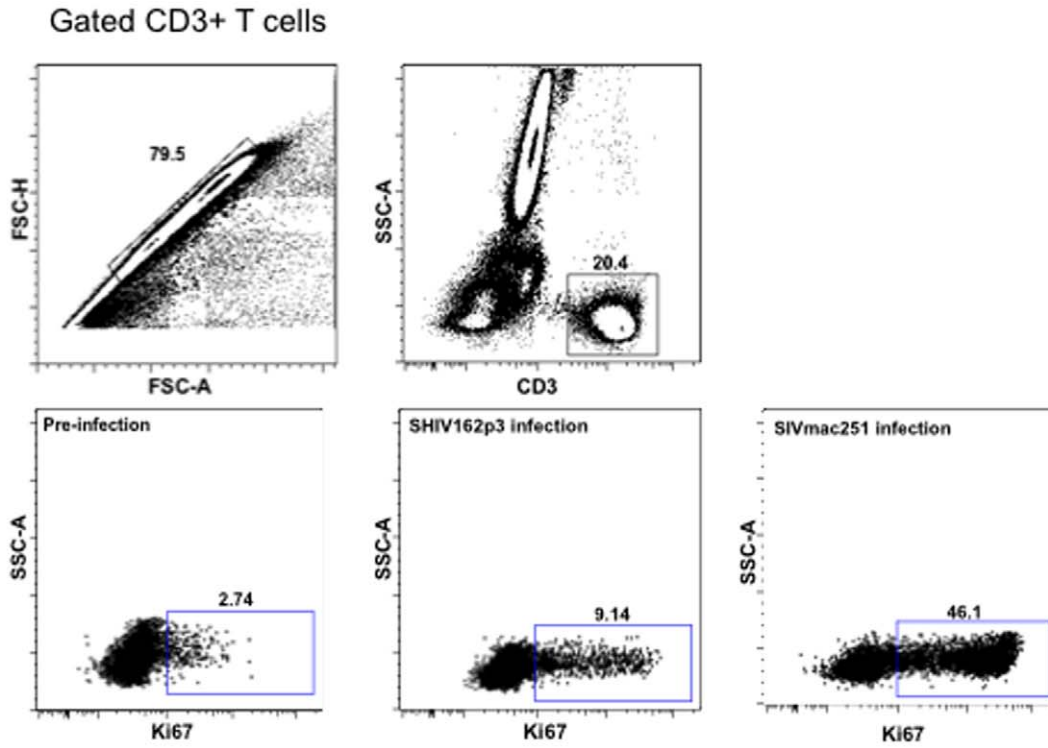 Gated CD3+ T cells
79.5
FSC-H
FSC-A
20.4
SSC-A
CD3
Pre-infection
2.74
SSC-A
Ki67
SHIV162p3 infection
9.14
SSC-A
Ki67
SIVmac251 infection
46.1
SSC-A
Ki67